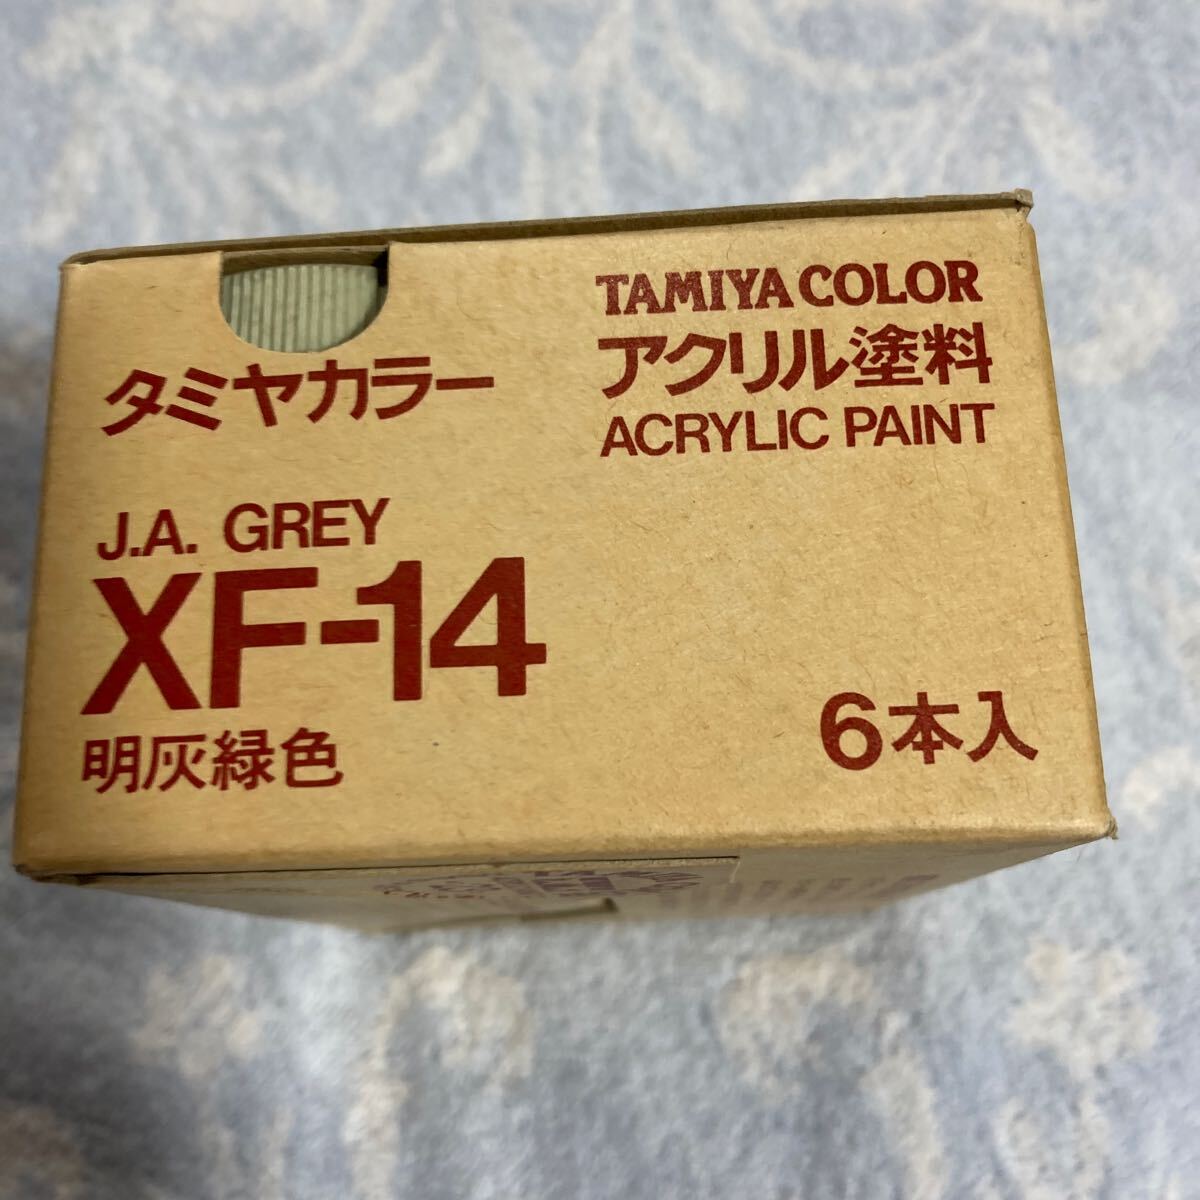 TAMIYA COLOR
アクリル塗料
ACRYLIC PAINT
タミヤカラー
J.A. GREY
XF-14
明灰緑色
6本入